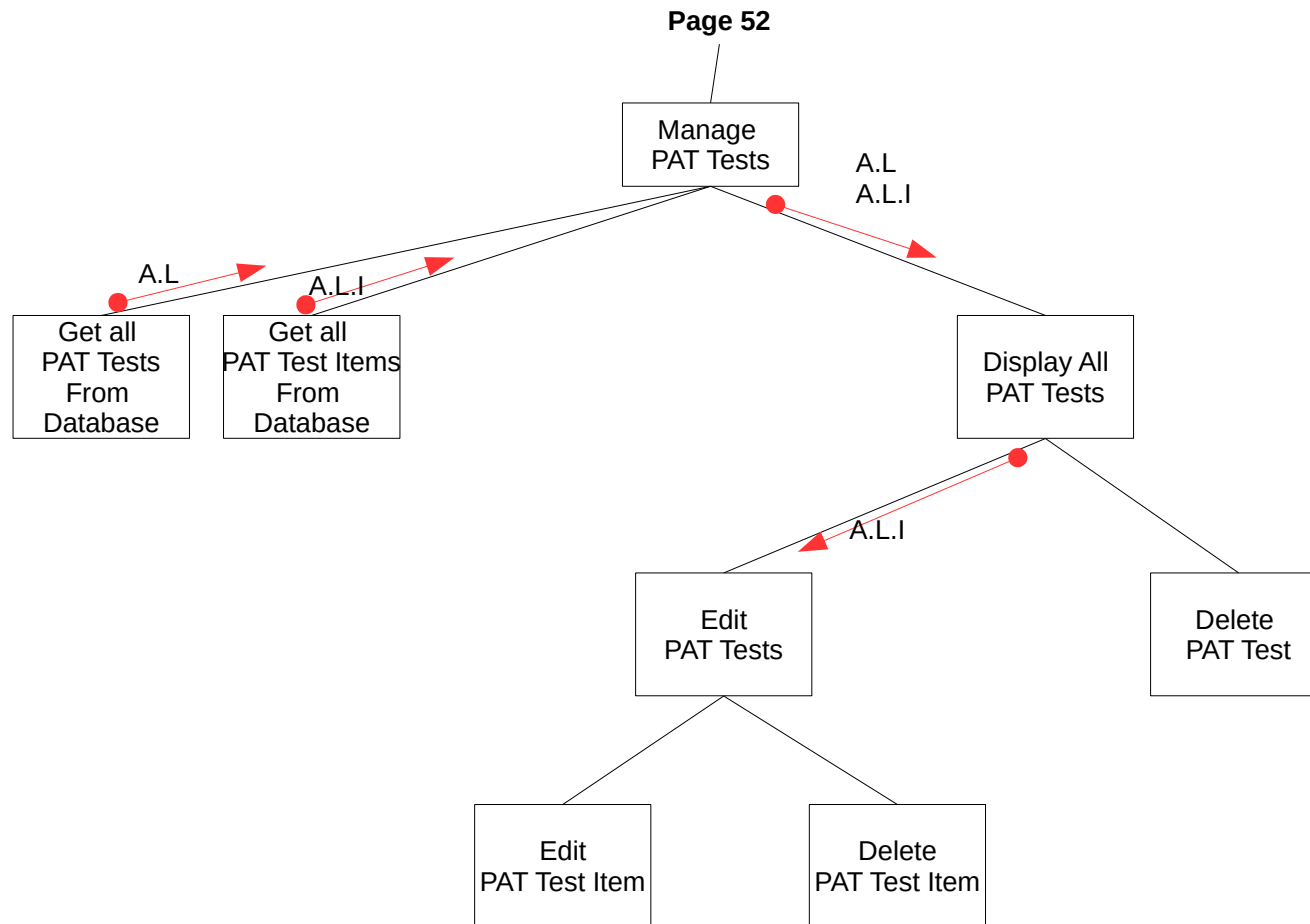 Page 52
Manage
PAT Tests
A.L
A.L.I
A.L
A.L.I
Get all
PAT Tests
From
Database
Get all
PAT Test Items
From
Database
Display All
PAT Tests
A.L.I
Edit
PAT Tests
Delete
PAT Test
Edit
PAT Test Item
Delete
PAT Test Item